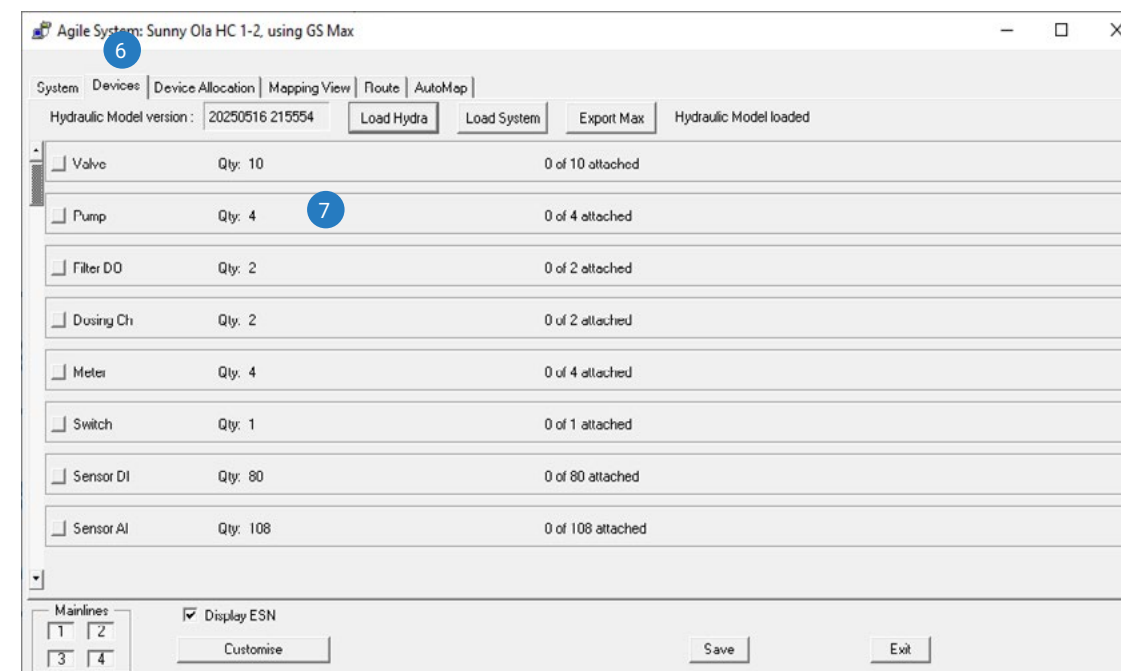 Agile System: Sunny Ola HC 1-2, using GS Max
6
System Devices Device Allocation Mapping View Route AutoMap
Hydraulic Model version : 20250516 215554 Load Hydra Load System Export Max Hydraulic Model loaded
Valve Qty: 10 0 of 10 attached
Pump Qty: 4 7 0 of 4 attached
Filter DO Qty: 2 0 of 2 attached
Dosing Ch Qty: 2 0 of 2 attached
Meter Qty: 4 0 of 4 attached
Switch Qty: 1 0 of 1 attached
Sensor DI Qty: 80 0 of 80 attached
Sensor AI Qty: 108 0 of 108 attached
Mainlines Display ESN
1 2
Customise Save Exit
3 4